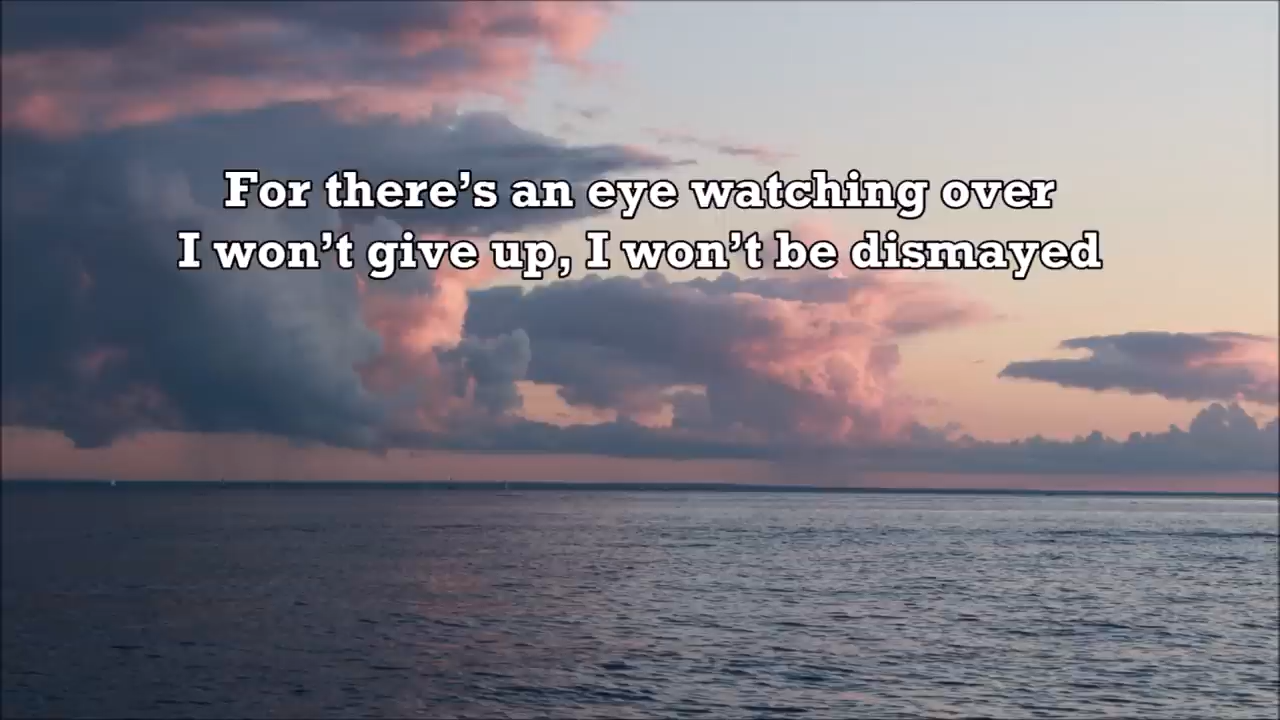 For there’s an eye watching over
I won’t give up, I won’t be dismayed